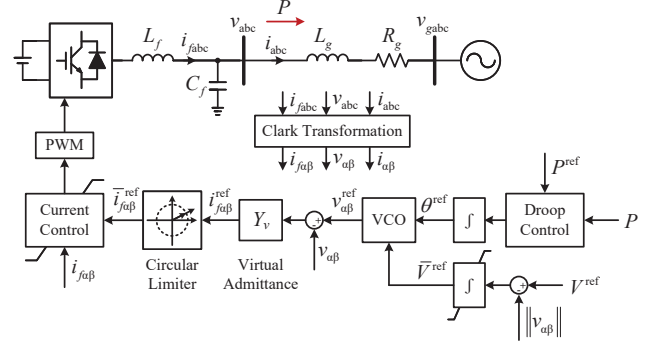 P
v_abc
v_gabc
L_f
i_fabc
i_abc
L_g
R_g
C_f
i_fabc v_abc i_abc
Clark Transformation
i_fαβ v_αβ i_αβ
PWM
P^ref
Current Control
i̅_fαβ^ref
i_fαβ^ref
Y_v
+
-
v_αβ^ref
VCO
θ^ref
∫
Droop Control
P
i_fαβ
Circular Limiter
Virtual Admittance
v_αβ
V̅^ref
∫
+
-
V^ref
‖v_αβ‖